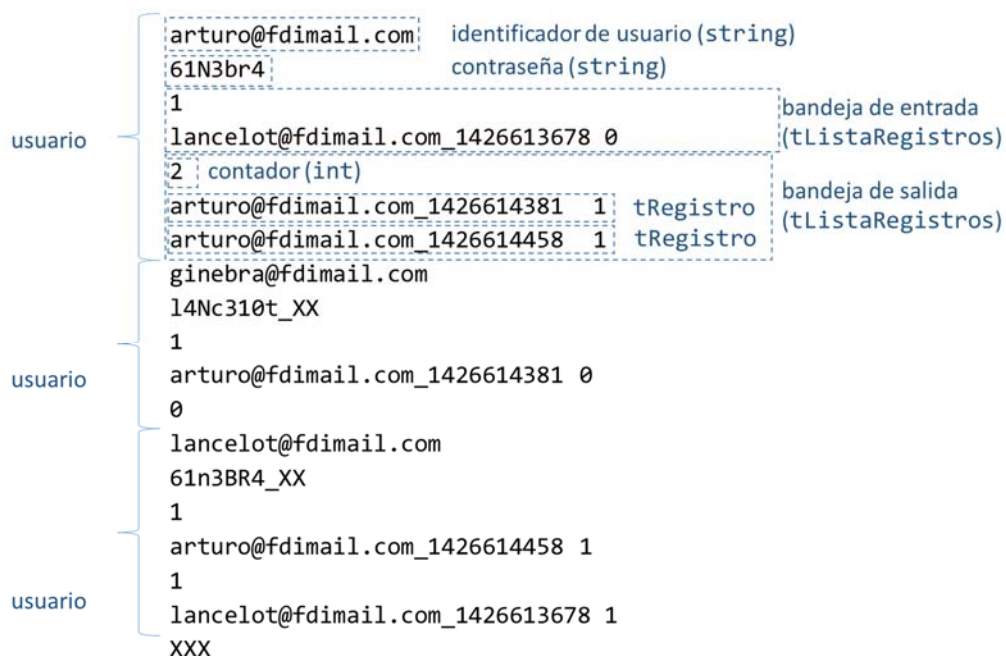 arturo@fdimail.com identificador de usuario (string)
61N3br4 contraseña (string)
1
bandeja de entrada
usuario lancelot@fdimail.com_1426613678 0 (tListaRegistros)
2 contador (int)
bandeja de salida
arturo@fdimail.com_1426614381 1 tRegistro
(tListaRegistros)
arturo@fdimail.com_1426614458 1 tRegistro
ginebra@fdimail.com
l4Nc310t_XX
1
usuario arturo@fdimail.com_1426614381 0
0
lancelot@fdimail.com
61n3BR4_XX
1
arturo@fdimail.com_1426614458 1
1
usuario
lancelot@fdimail.com_1426613678 1
XXX